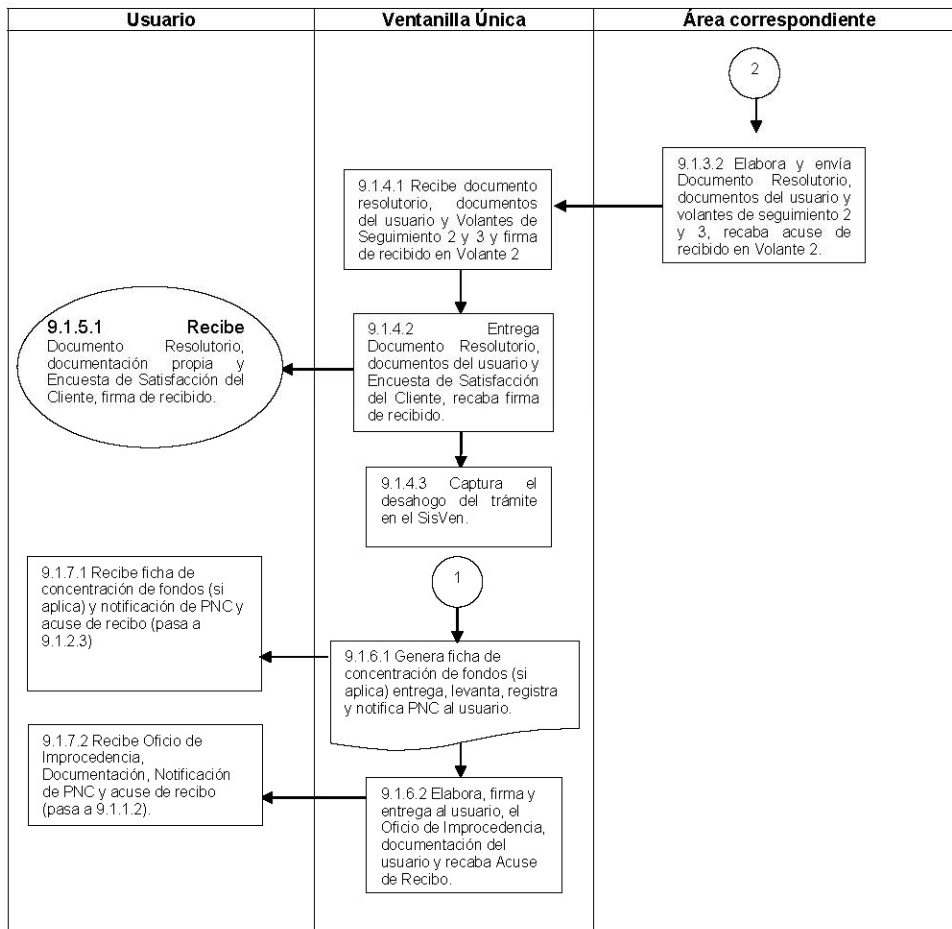 Usuario
Ventanilla Única
Área correspondiente
2
9.1.3.2 Elabora y envía
Documento Resolutorio,
documentos del usuario y
volantes de seguimiento 2
y 3, recaba acuse de
recibido en Volante 2.
9.1.4.1 Recibe documento
resolutorio, documentos
del usuario y Volantes de
Seguimiento 2 y 3 y firma
de recibido en Volante 2
9.1.4.2 Entrega
Documento Resolutorio,
documentos del usuario y
Encuesta de Satisfacción
del Cliente, recaba firma
de recibido.
9.1.5.1 Recibe
Documento Resolutorio,
documentación propia y
Encuesta de Satisfacción del
Cliente, firma de recibido.
9.1.4.3 Captura el
desahogo del trámite
en el SisVen.
1
9.1.6.1 Genera ficha de
concentración de fondos (si
aplica) entrega, levanta, registra
y notifica PNC al usuario.
9.1.7.1 Recibe ficha de
concentración de fondos (si
aplica) y notificación de PNC y
acuse de recibo (pasa a
9.1.2.3)
9.1.6.2 Elabora, firma y
entrega al usuario, el
Oficio de Improcedencia,
documentación del
usuario y recaba Acuse
de Recibo.
9.1.7.2 Recibe Oficio de
Improcedencia,
Documentación, Notificación
de PNC y acuse de recibo
(pasa a 9.1.1.2).